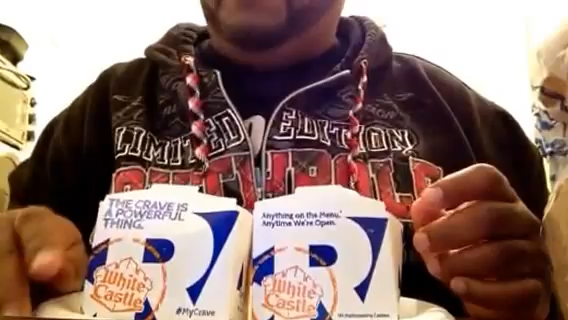 LIMITED EDITION
THE CRAVE IS
A POWERFUL
THING.
R
White
Castle
#MyCrave
Anything on the Menu,
Anytime We're Open.
R
White
Castle